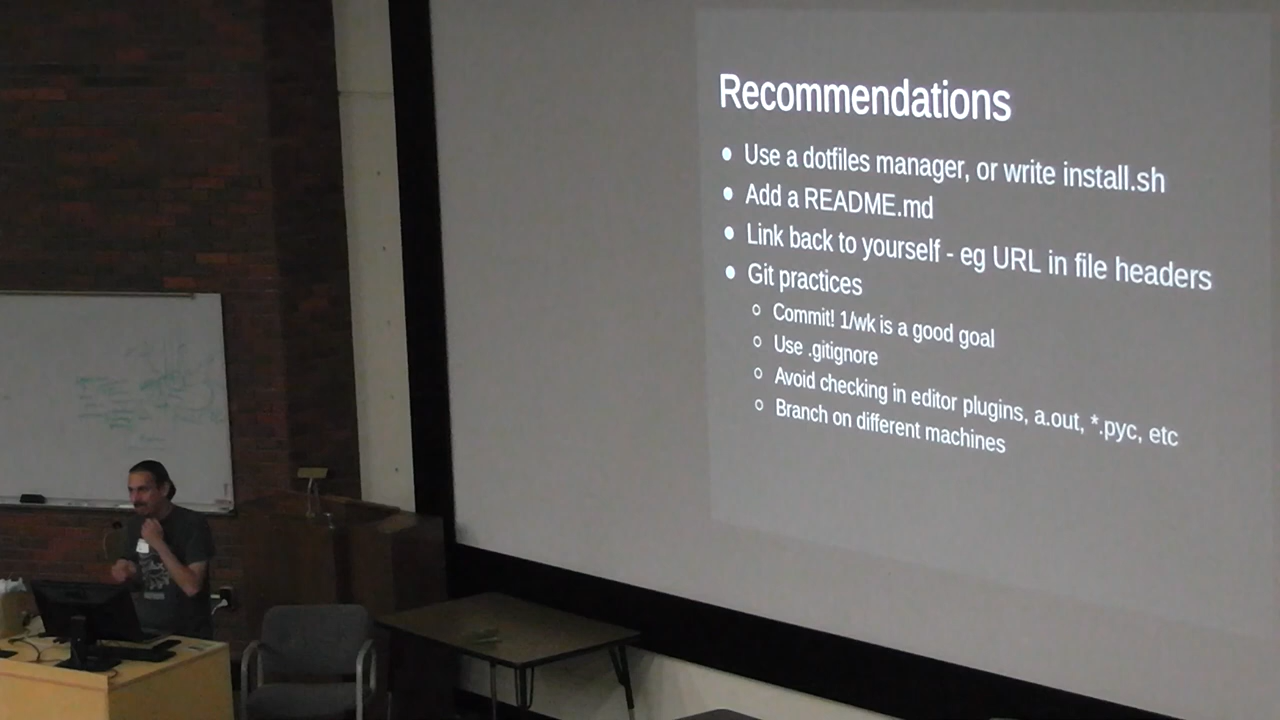 Recommendations
● Use a dotfiles manager, or write install.sh
● Add a README.md
● Link back to yourself - eg URL in file headers
● Git practices
○ Commit! 1/wk is a good goal
○ Use .gitignore
○ Avoid checking in editor plugins, a.out, *.pyc, etc
○ Branch on different machines